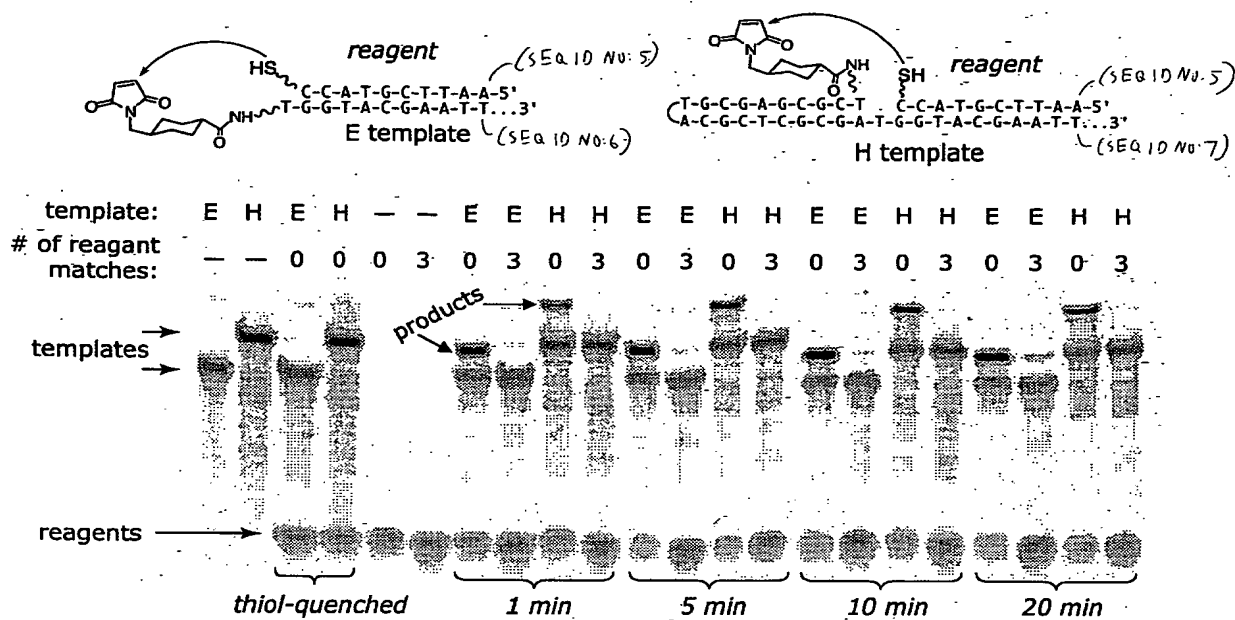 reagent
(SEQ ID NO: 5)
HS
C-C-A-T-G-C-T-T-A-A-5'
NH
T-G-G-T-A-C-G-A-A-T-T...3'
E template
(SEQ ID NO:6)
O
O
N
O
reagent
(SEQ ID NO:5)
O
O
N
NH
O
SH
T-G-C-G-A-G-C-G-C-T
C-C-A-T-G-C-T-T-A-A-5'
A-C-G-C-T-C-G-C-G-A-T-G-G-T-A-C-G-A-A-T-T...3'
H template
(SEQ ID NO:7)
template: E H E H — — E E H H E E H H E E H H E E H H
# of reagant
matches: — — 0 0 0 3 0 3 0 3 0 3 0 3 0 3 0 3 0 3 0 3
products
templates
reagents
thiol-quenched 1 min 5 min 10 min 20 min